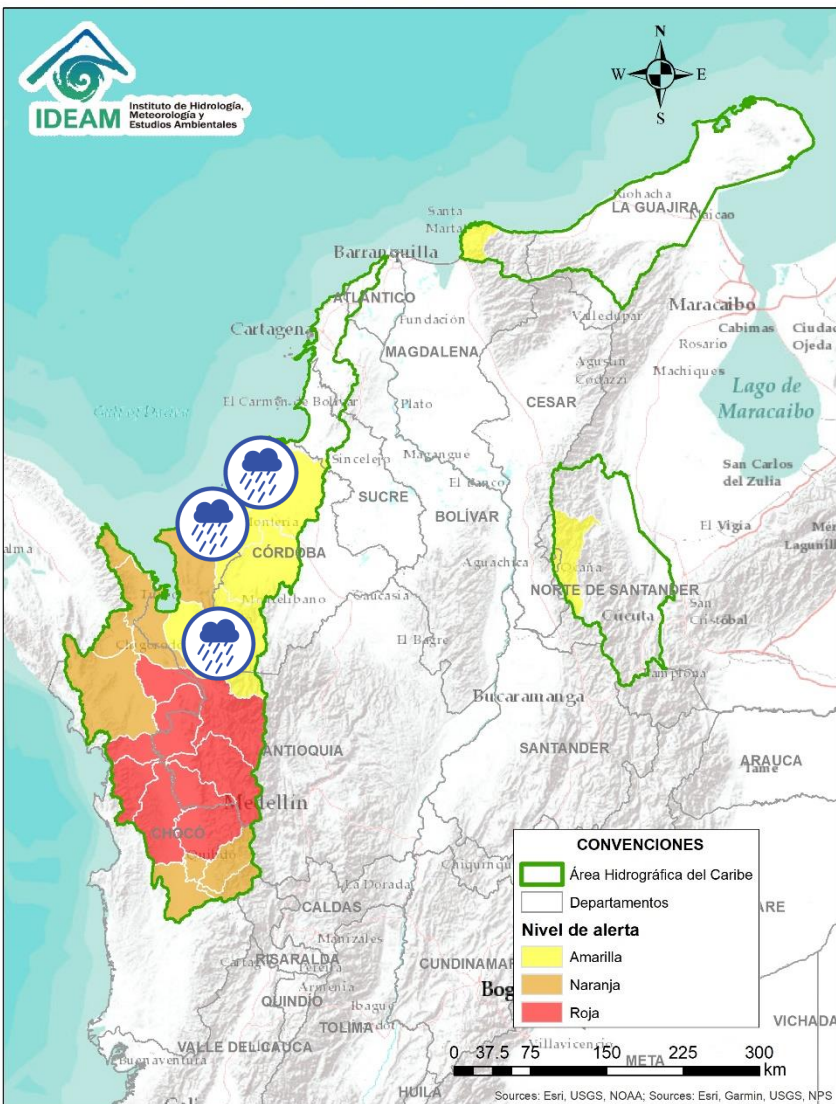 IDEAM
Instituto de Hidrología,
Meteorología y
Estudios Ambientales
N
W
E
S
Riohacha
LA GUAJIRA
Maicao
Santa
Marta
Barranquilla
ATLÁNTICO
Maracaibo
Cabimas
Ciudad
Ojeda
Cartagena
Fundación
Valledupar
Rosario
MAGDALENA
Agustín
Codazzi
Machiques
Lago de
Maracaibo
El Carmen de Bolívar
Plato
CESAR
Sincelejo
Magangué
San Carlos
del Zulia
SUCRE
El Banco
BOLÍVAR
El Vigía
Montería
CÓRDOBA
Aguachica
Ocaña
NORTE DE SANTANDER
Montelíbano
Caucasia
San
Cristóbal
Cúcuta
El Bagre
Pamplona
Bucaramanga
ANTIOQUIA
SANTANDER
ARAUCA
Tame
Medellín
CHOCÓ
Quibdó
La Dorada
CALDAS
Manizales
RISARALDA
Pereira
Armenia
QUINDÍO
Ibagué
TOLIMA
CUNDINAMAR
Bog
VICHADA
Villavicencio
META
VALLE DEL CAUCA
Buenaventura
HUILA
CONVENCIONES
Área Hidrográfica del Caribe
Departamentos
Nivel de alerta
Amarilla
Naranja
Roja
0 37.5 75 150 225 300
km
Sources: Esri, USGS, NOAA; Sources: Esri, Garmin, USGS, NPS